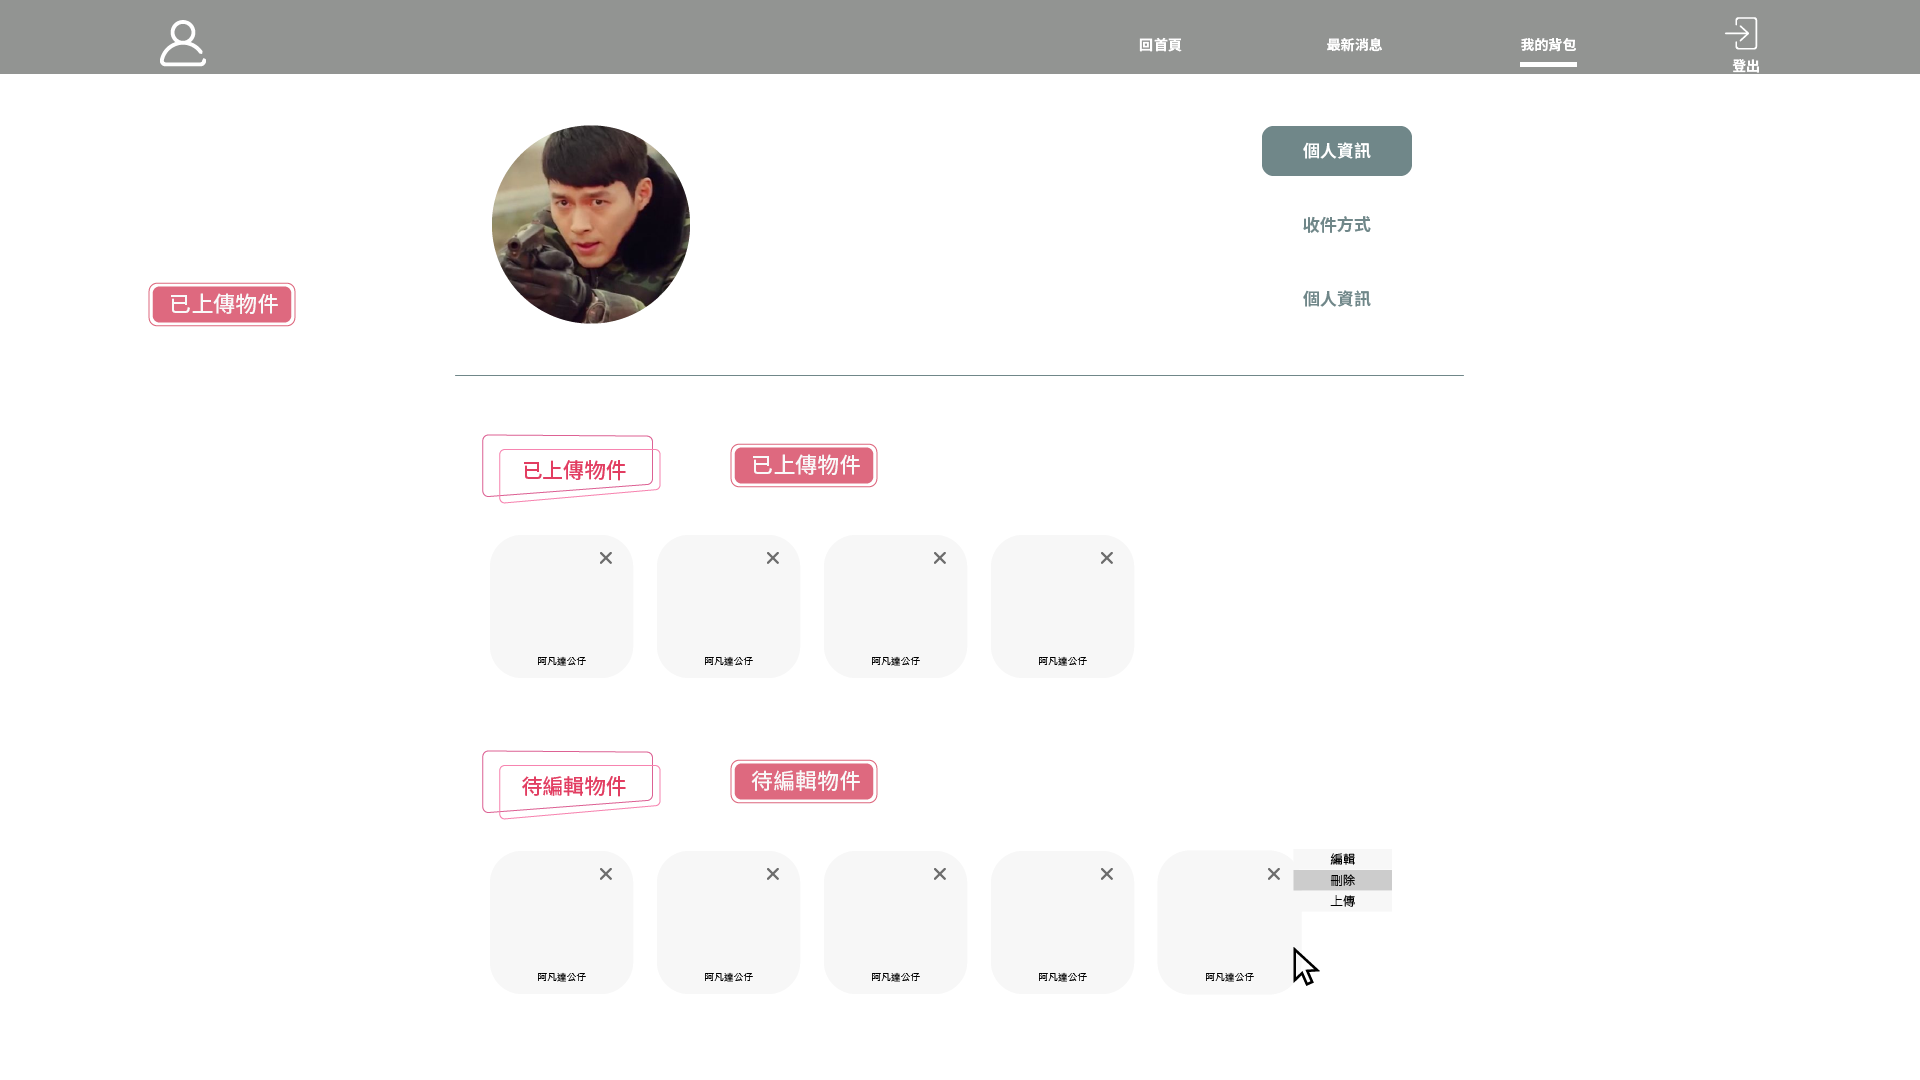 回首頁
最新消息
我的背包
登出
個人資訊
收件方式
個人資訊
已上傳物件
已上傳物件
已上傳物件
阿凡達公仔
阿凡達公仔
阿凡達公仔
阿凡達公仔
待編輯物件
待編輯物件
編輯
刪除
上傳
阿凡達公仔
阿凡達公仔
阿凡達公仔
阿凡達公仔
阿凡達公仔